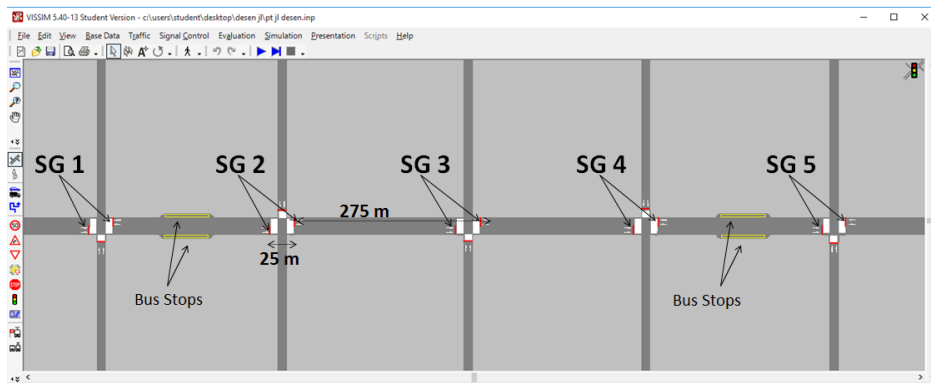 VISSIM 5.40-13 Student Version - c:\users\student\desktop\desen jl\pt jl desen.inp
File Edit View Base Data Traffic Signal Control Evaluation Simulation Presentation Scripts Help
SG 1 SG 2 SG 3 SG 4 SG 5
275 m
25 m
Bus Stops Bus Stops